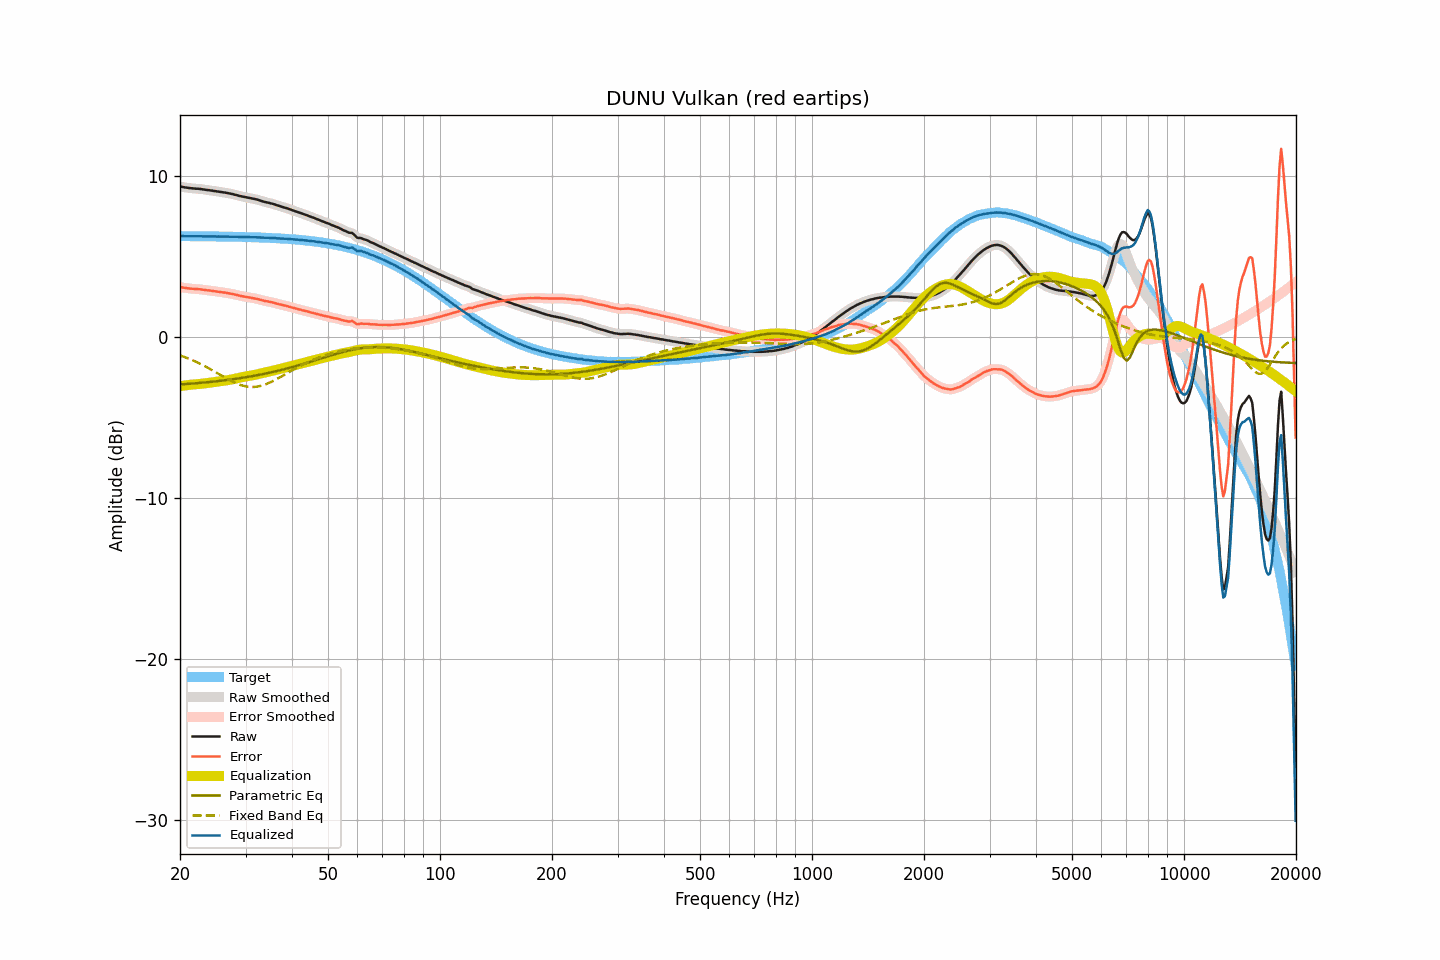 DUNU Vulkan (red eartips)
10
0
−10
−20
−30
Amplitude (dBr)
Target
Raw Smoothed
Error Smoothed
Raw
Error
Equalization
Parametric Eq
Fixed Band Eq
Equalized
20 50 100 200 500 1000 2000 5000 10000 20000
Frequency (Hz)